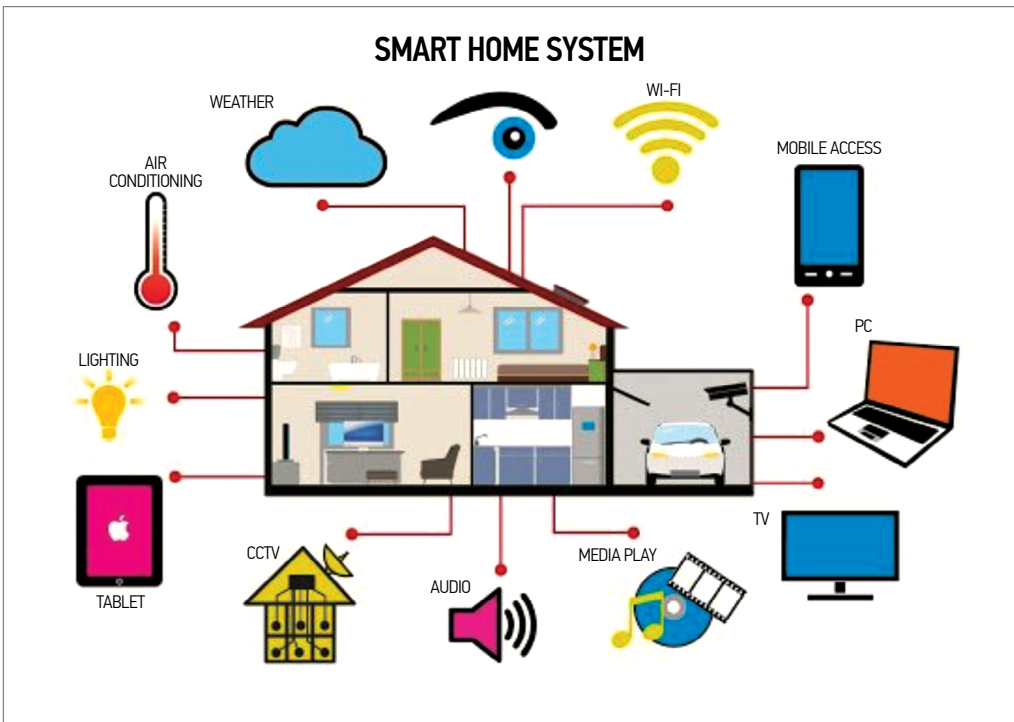 SMART HOME SYSTEM
WEATHER
WI-FI
MOBILE ACCESS
AIR
CONDITIONING
PC
LIGHTING
TABLET
CCTV
AUDIO
MEDIA PLAY
TV